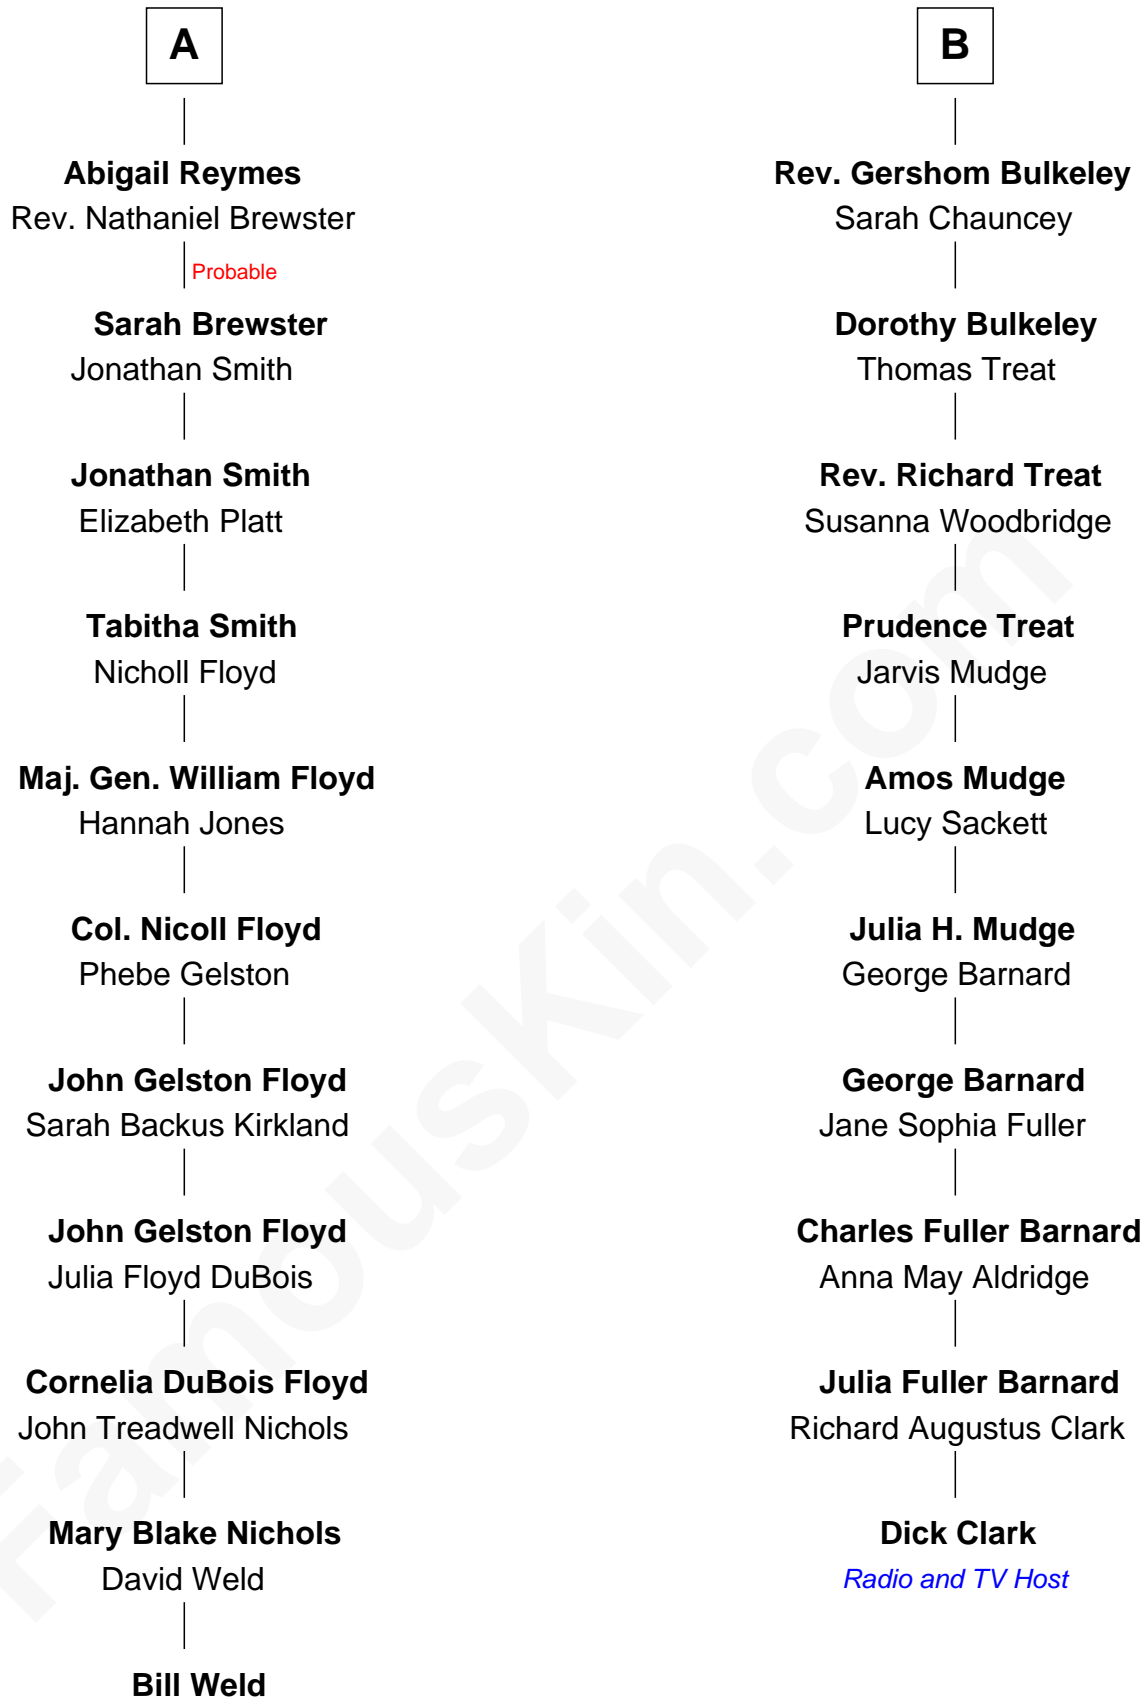 A
Abigail Reymes
Rev. Nathaniel Brewster
Probable
Sarah Brewster
Jonathan Smith
Jonathan Smith
Elizabeth Platt
Tabitha Smith
Nicholl Floyd
Maj. Gen. William Floyd
Hannah Jones
Col. Nicoll Floyd
Phebe Gelston
John Gelston Floyd
Sarah Backus Kirkland
John Gelston Floyd
Julia Floyd DuBois
Cornelia DuBois Floyd
John Treadwell Nichols
Mary Blake Nichols
David Weld
Bill Weld
B
Rev. Gershom Bulkeley
Sarah Chauncey
Dorothy Bulkeley
Thomas Treat
Rev. Richard Treat
Susanna Woodbridge
Prudence Treat
Jarvis Mudge
Amos Mudge
Lucy Sackett
Julia H. Mudge
George Barnard
George Barnard
Jane Sophia Fuller
Charles Fuller Barnard
Anna May Aldridge
Julia Fuller Barnard
Richard Augustus Clark
Dick Clark
Radio and TV Host
FamousKin.com